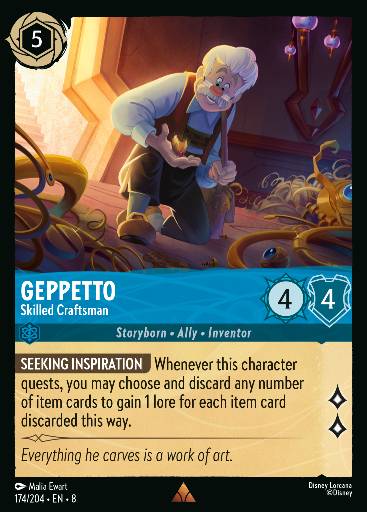 5
GEPPETTO
Skilled Craftsman
4
4
Storyborn • Ally • Inventor
SEEKING INSPIRATION Whenever this character
quests, you may choose and discard any number
of item cards to gain 1 lore for each item card
discarded this way.
Everything he carves is a work of art.
Malia Ewart
174/204 • EN • 8
Disney Lorcana
©Disney